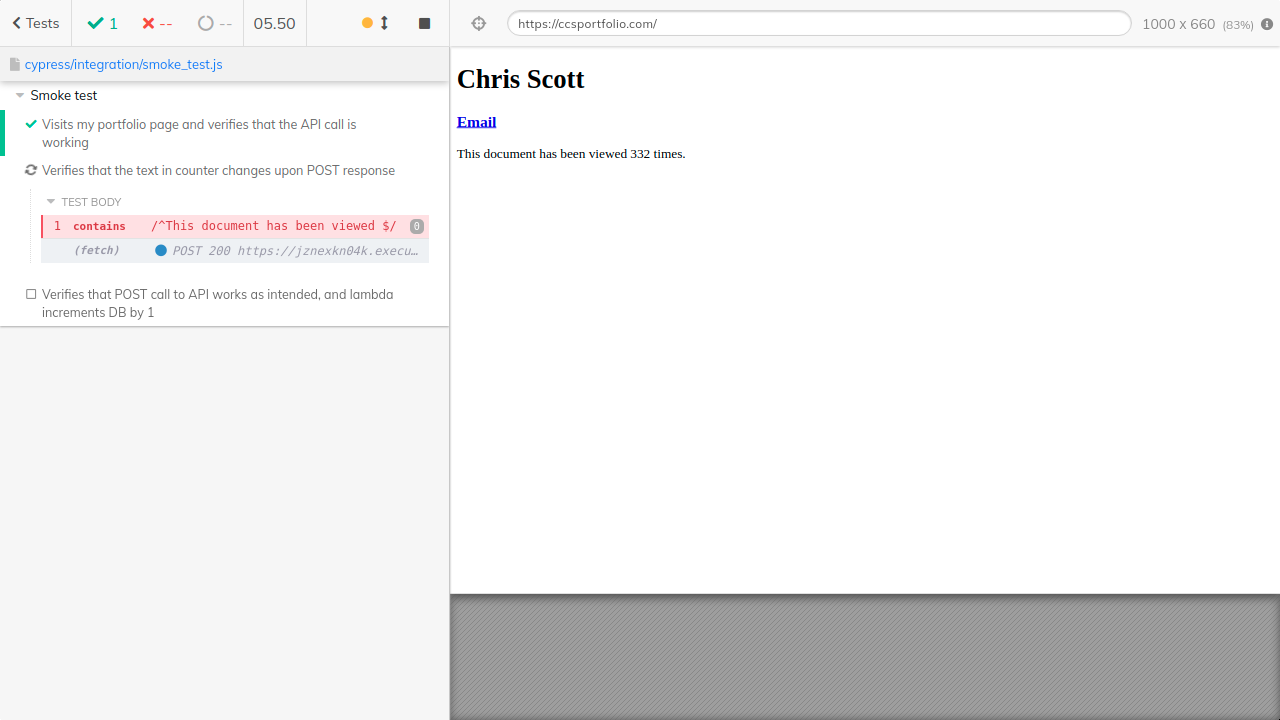 Tests
1
--
--
05.50
https://ccsportfolio.com/
1000 x 660 (83%)
cypress/integration/smoke_test.js
Smoke test
Visits my portfolio page and verifies that the API call is
working
Verifies that the text in counter changes upon POST response
TEST BODY
1 contains /^This document has been viewed $/ 0
(fetch) POST 200 https://jznexkn04k.execu…
Verifies that POST call to API works as intended, and lambda
increments DB by 1
Chris Scott
Email
This document has been viewed 332 times.